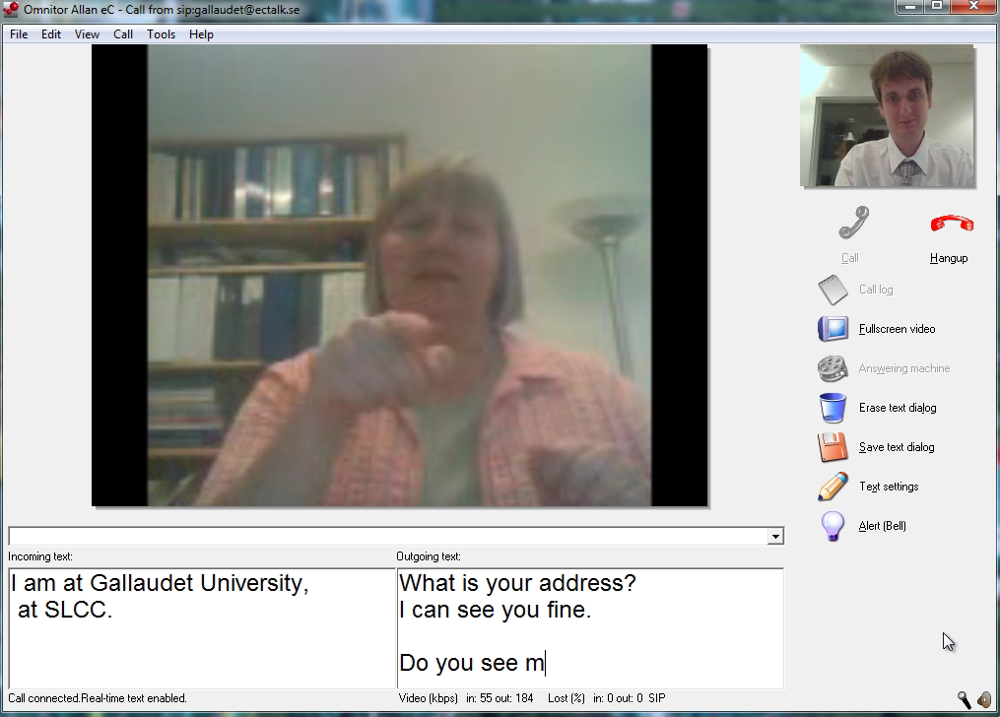 Omnitor Allan eC - Call from sip:gallaudet@ectalk.se
File Edit View Call Tools Help
Call
Hangup
Call log
Fullscreen video
Answering machine
Erase text dialog
Save text dialog
Text settings
Alert (Bell)
Incoming text:
I am at Gallaudet University,
at SLCC.
Outgoing text:
What is your address?
I can see you fine.
Do you see m
Call connected.Real-time text enabled.
Video (kbps) in: 55 out: 184 Lost (%) in: 0 out: 0 SIP